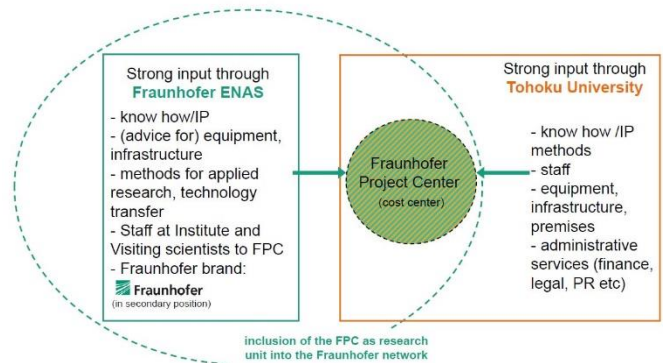 Strong input through
Fraunhofer ENAS
- know how/IP
- (advice for) equipment,
infrastructure
- methods for applied
research, technology
transfer
- Staff at Institute and
Visiting scientists to FPC
- Fraunhofer brand:
Fraunhofer
(in secondary position)
Fraunhofer
Project Center
(cost center)
Strong input through
Tohoku University
- know how /IP
methods
- staff
- equipment,
infrastructure,
premises
- administrative
services (finance,
legal, PR etc)
inclusion of the FPC as research
unit into the Fraunhofer network